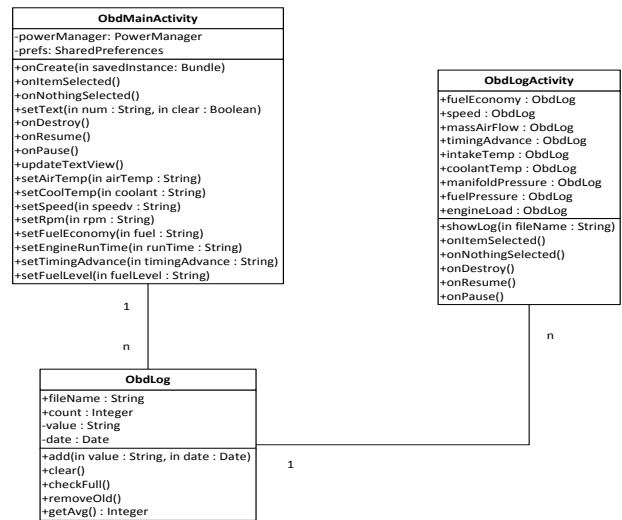 ObdMainActivity
-powerManager: PowerManager
-prefs: SharedPreferences
+onCreate(in savedInstance: Bundle)
+onItemSelected()
+onNothingSelected()
+setText(in num : String, in clear : Boolean)
+onDestroy()
+onResume()
+onPause()
+updateTextView()
+setAirTemp(in airTemp : String)
+setCoolTemp(in coolant : String)
+setSpeed(in speedv : String)
+setRpm(in rpm : String)
+setFuelEconomy(in fuel : String)
+setEngineRunTime(in runTime : String)
+setTimingAdvance(in timingAdvance : String)
+setFuelLevel(in fuelLevel : String)
ObdLogActivity
+fuelEconomy : ObdLog
+speed : ObdLog
+massAirFlow : ObdLog
+timingAdvance : ObdLog
+intakeTemp : ObdLog
+coolantTemp : ObdLog
+manifoldPressure : ObdLog
+fuelPressure : ObdLog
+engineLoad : ObdLog
+showLog(in fileName : String)
+onItemSelected()
+onNothingSelected()
+onDestroy()
+onResume()
+onPause()
1
n
n
ObdLog
+fileName : String
+count : Integer
-value : String
-date : Date
+add(in value : String, in date : Date)
+clear()
+checkFull()
+removeOld()
+getAvg() : Integer
1